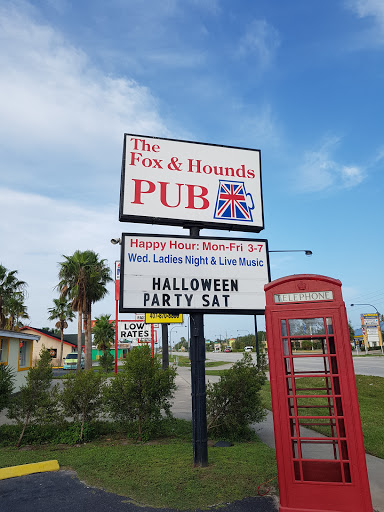 The
Fox & Hounds
PUB
Happy Hour: Mon-Fri 3-7
Wed. Ladies Night & Live Music
HALLOWEEN
PARTY SAT
TELEPHONE
LOW
RATES